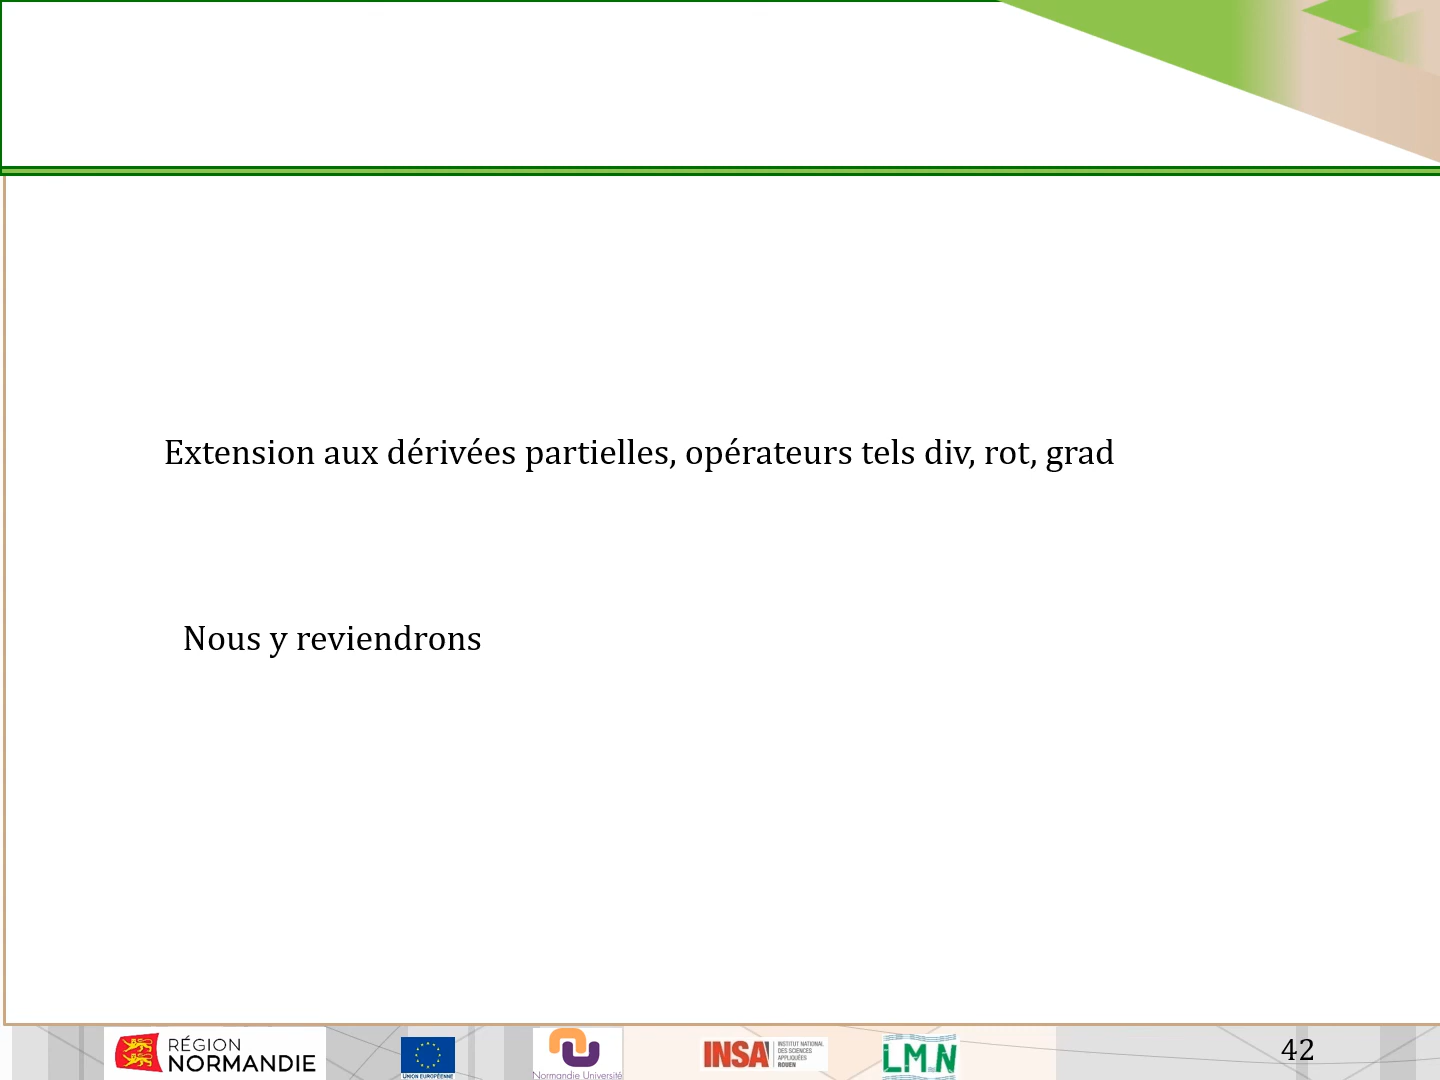 Extension aux dérivées partielles, opérateurs tels div, rot, grad
Nous y reviendrons
RÉGION
NORMANDIE
UNION EUROPÉENNE
Normandie Université
INSA
INSTITUT NATIONAL
DES SCIENCES
APPLIQUÉES
ROUEN
LMN
42